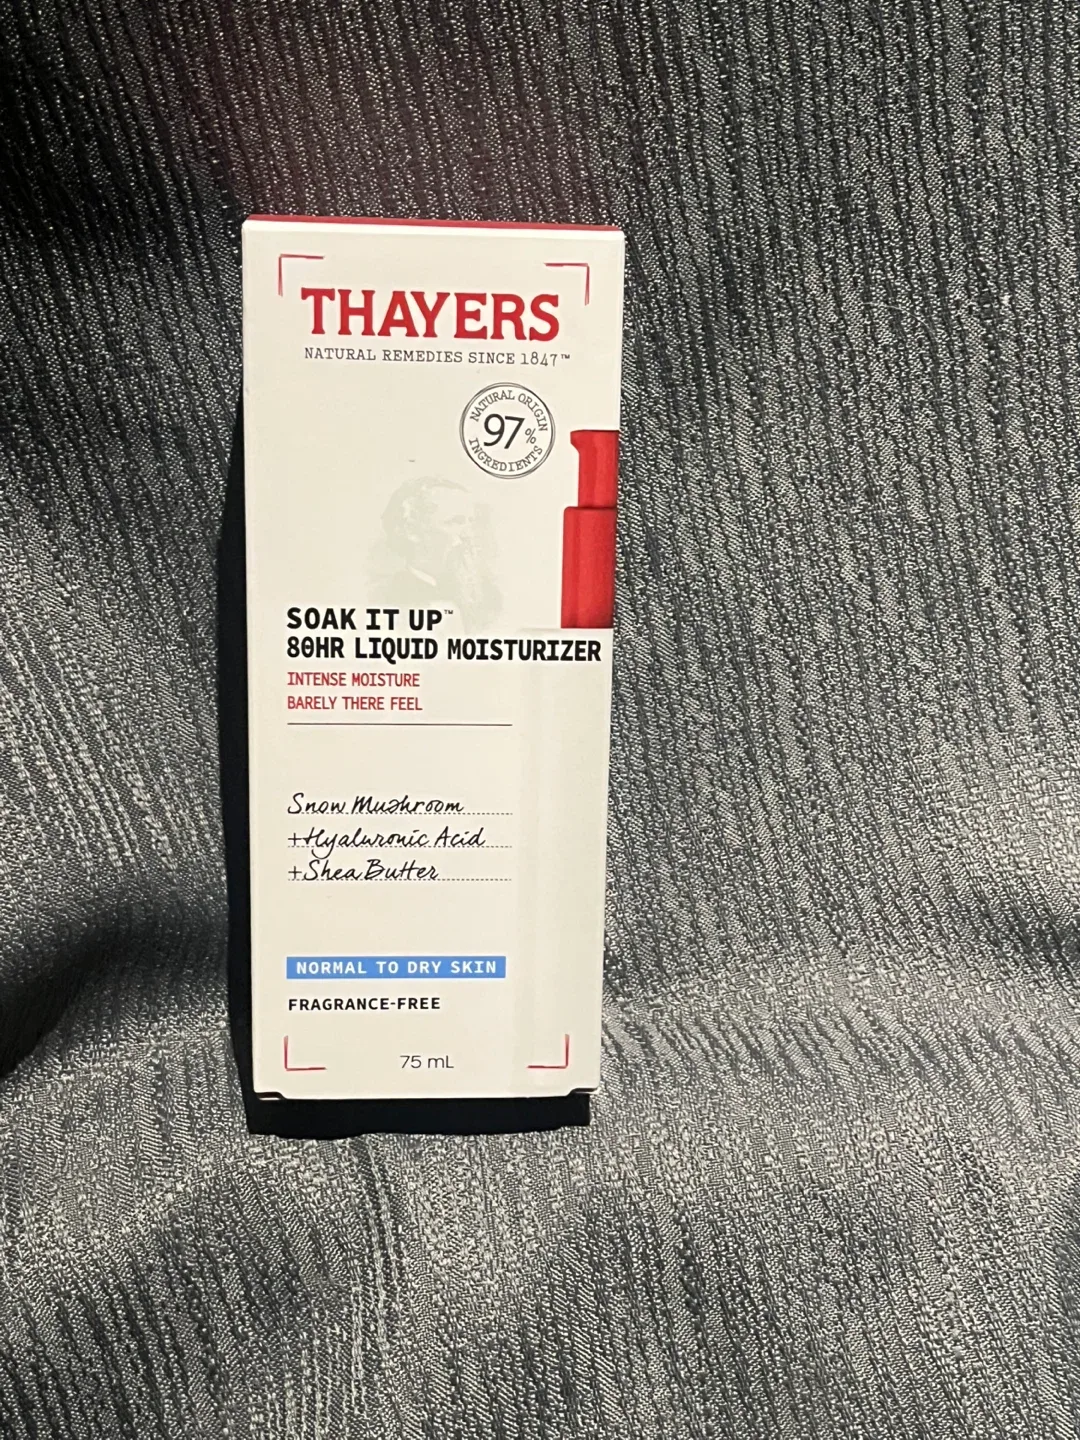 THAYERS
NATURAL REMEDIES SINCE 1847™
NATURAL ORIGIN
97%
INGREDIENTS
SOAK IT UP™
80HR LIQUID MOISTURIZER
INTENSE MOISTURE
BARELY THERE FEEL
Snow Mushroom
+Hyaluronic Acid
+Shea Butter
NORMAL TO DRY SKIN
FRAGRANCE-FREE
75 mL